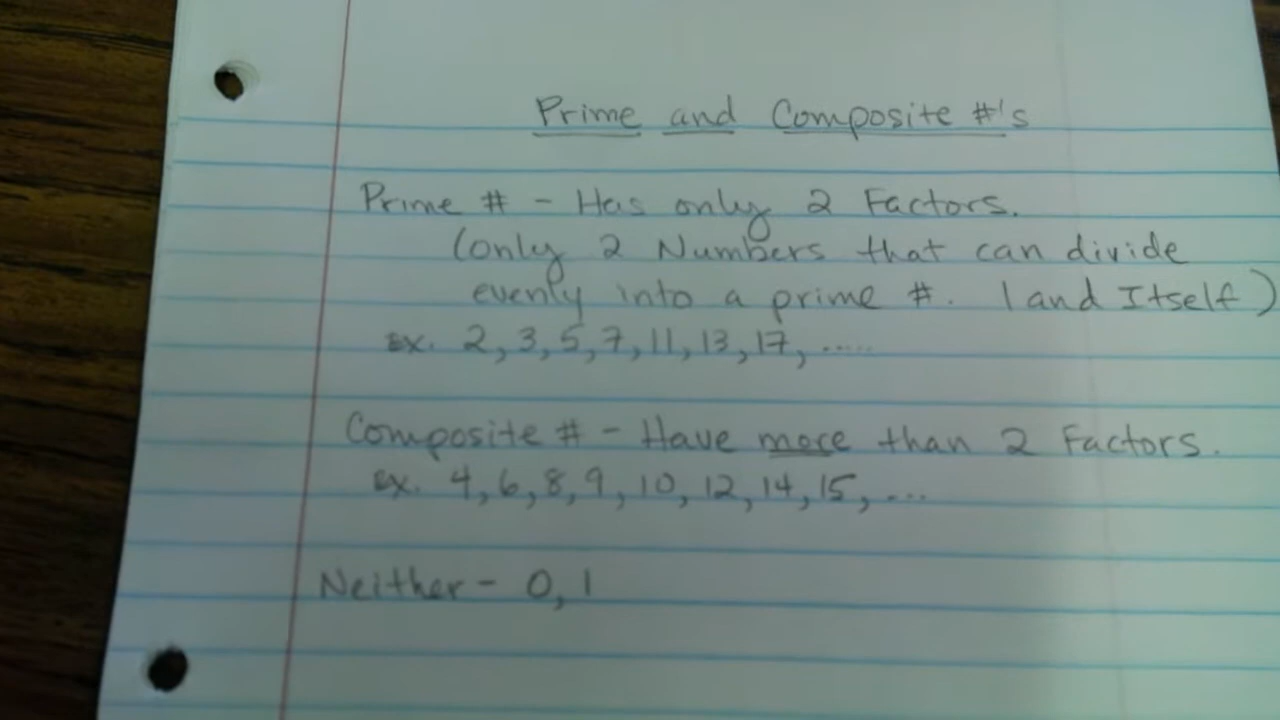 Prime and Composite #'s
Prime # - Has only 2 Factors.
(only 2 Numbers that can divide
evenly into a prime #. 1 and Itself)
Ex. 2, 3, 5, 7, 11, 13, 17, .....
Composite # - Have more than 2 Factors.
Ex. 4, 6, 8, 9, 10, 12, 14, 15, ...
Neither - 0, 1